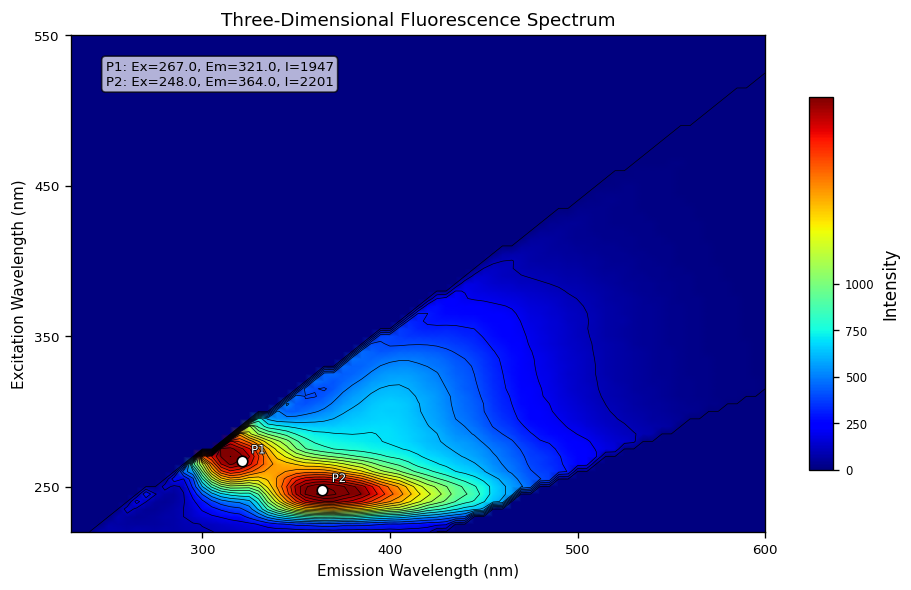 Three-Dimensional Fluorescence Spectrum
550
P1: Ex=267.0, Em=321.0, I=1947
P2: Ex=248.0, Em=364.0, I=2201
450
350
250
Excitation Wavelength (nm)
P1
P2
300
400
500
600
Emission Wavelength (nm)
1000
750
500
250
0
Intensity